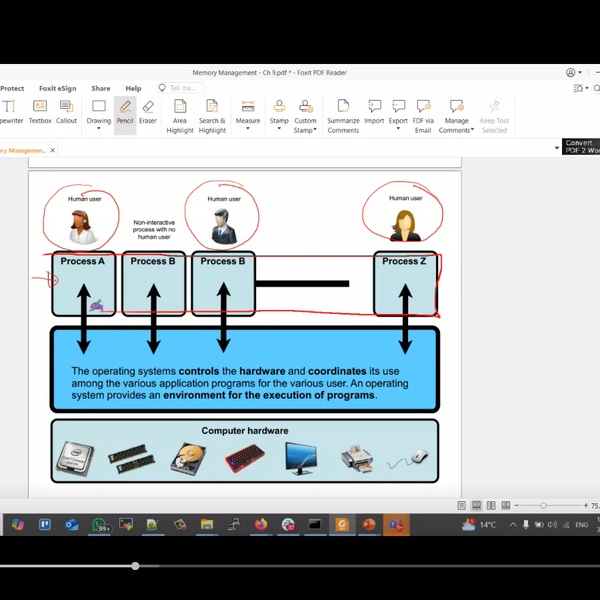 Memory Management - Ch 9.pdf * - Foxit PDF Reader
Protect Foxit eSign Share Help Tell me...
Typewriter Textbox Callout Drawing Pencil Eraser Area Highlight Search & Highlight Measure Stamp Custom Stamp Summarize Comments Import Export FDF via Email Manage Comments Keep Tool Selected
ory Managemen...
Convert
PDF 2 Wo
Human user
Human user
Human user
Non-interactive
process with no
human user
Process A
Process B
Process B
Process Z
The operating systems controls the hardware and coordinates its use
among the various application programs for the various user. An operating
system provides an environment for the execution of programs.
Computer hardware
75.
99+
14°C
ENG